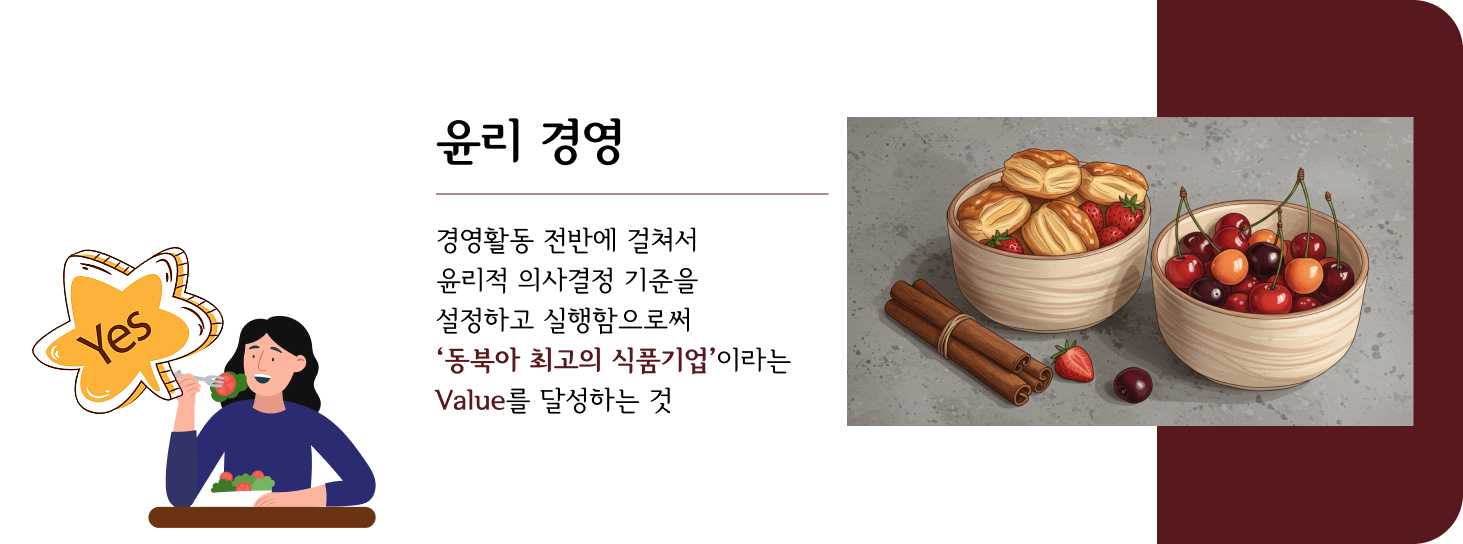 윤리 경영
경영활동 전반에 걸쳐서
윤리적 의사결정 기준을
설정하고 실행함으로써
‘동북아 최고의 식품기업’이라는
Value를 달성하는 것
Yes